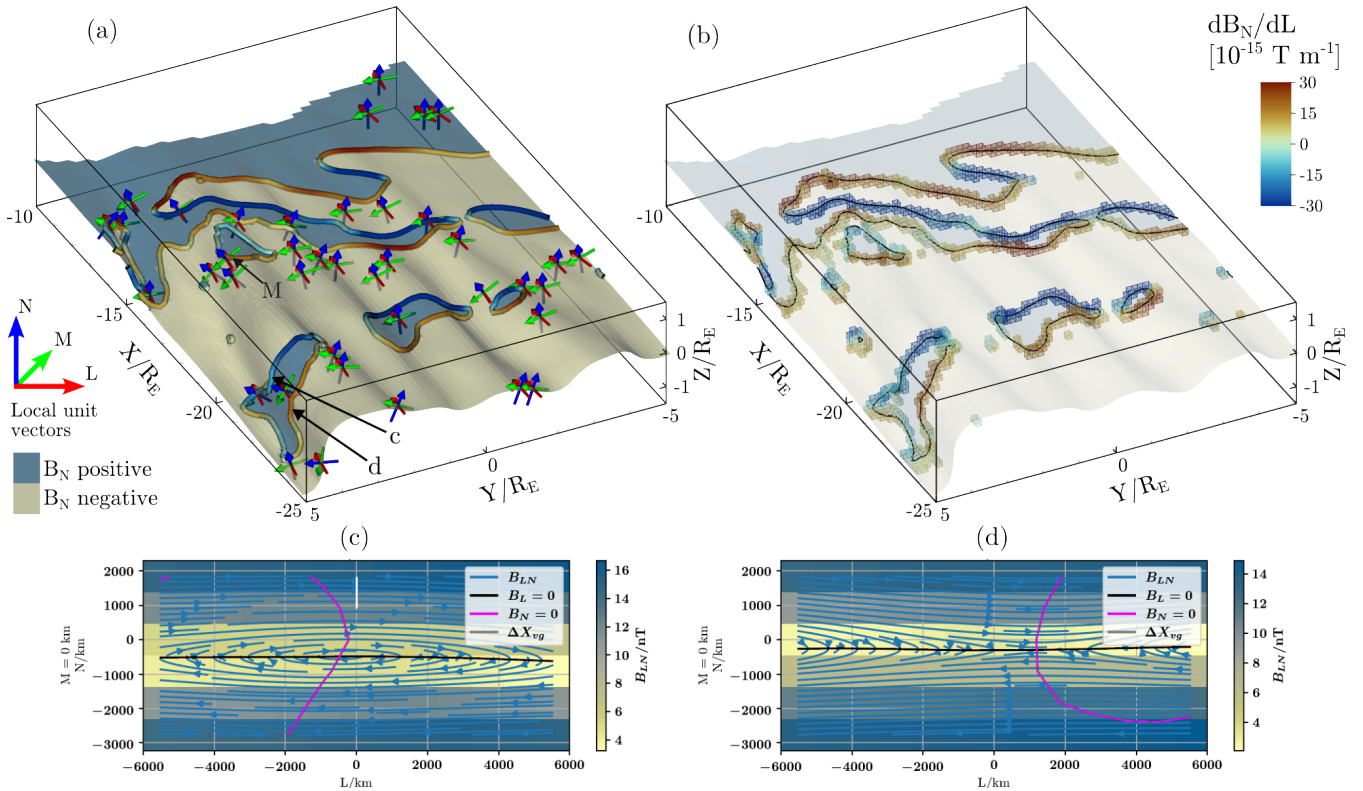 (a)
(b)
dB_N/dL
[10^-15 T m^-1]
30
15
0
-15
-30
-10
-15
-20
-25
X/R_E
5
0
-5
Y/R_E
1
0
-1
Z/R_E
M
c
d
N
M
L
Local unit
vectors
B_N positive
B_N negative
-10
-15
-20
-25
X/R_E
5
0
-5
Y/R_E
1
0
-1
Z/R_E
(c)
2000
1000
0
−1000
−2000
−3000
M = 0 km
N/km
−6000 −4000 −2000 0 2000 4000 6000
L/km
B_LN
B_L = 0
B_N = 0
ΔX_vg
16
14
12
10
8
6
4
B_LN/nT
(d)
2000
1000
0
−1000
−2000
−3000
M = 0 km
N/km
−6000 −4000 −2000 0 2000 4000 6000
L/km
B_LN
B_L = 0
B_N = 0
ΔX_vg
14
12
10
8
6
4
B_LN/nT